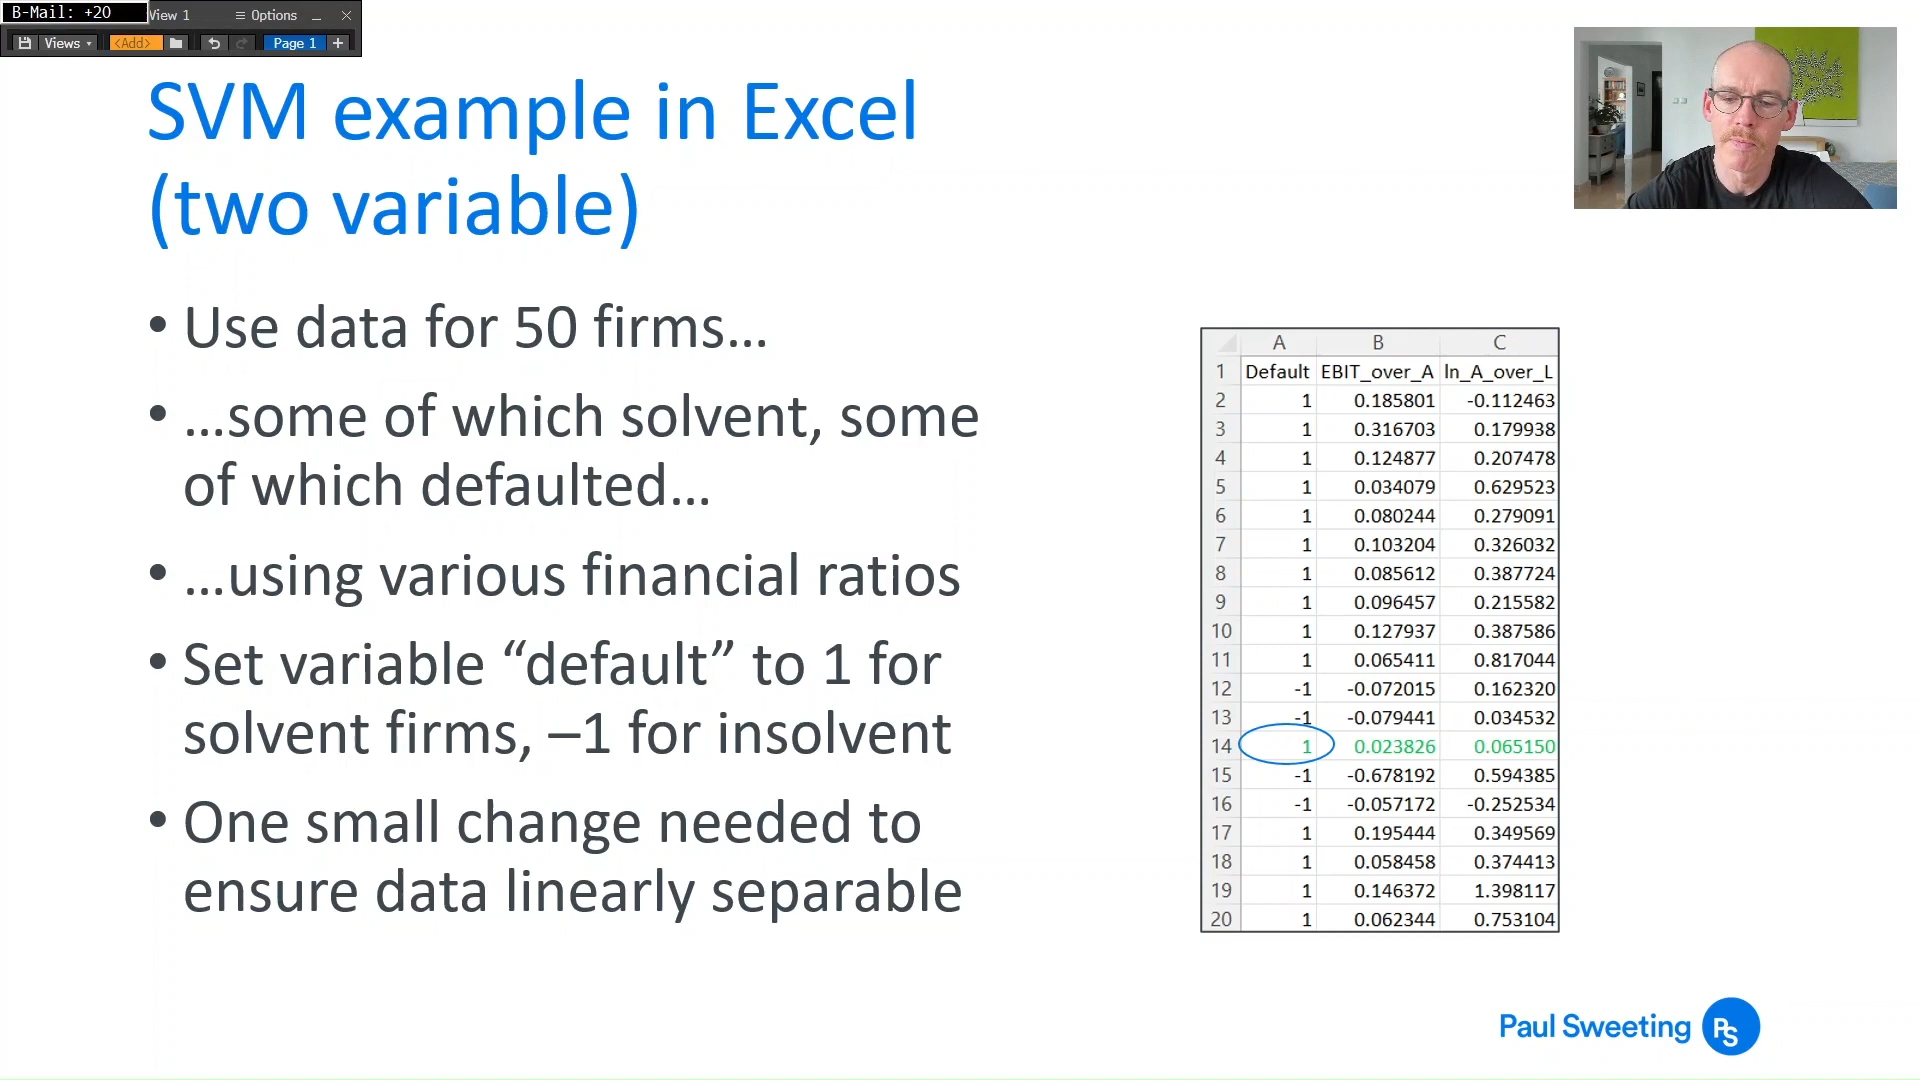 B-Mail: +20 View 1 Options
Views <Add> Page 1 +
SVM example in Excel
(two variable)
• Use data for 50 firms…
• …some of which solvent, some
of which defaulted…
• …using various financial ratios
• Set variable “default” to 1 for
solvent firms, –1 for insolvent
• One small change needed to
ensure data linearly separable
A B C
1 Default EBIT_over_A ln_A_over_L
2 1 0.185801 -0.112463
3 1 0.316703 0.179938
4 1 0.124877 0.207478
5 1 0.034079 0.629523
6 1 0.080244 0.279091
7 1 0.103204 0.326032
8 1 0.085612 0.387724
9 1 0.096457 0.215582
10 1 0.127937 0.387586
11 1 0.065411 0.817044
12 -1 -0.072015 0.162320
13 -1 -0.079441 0.034532
14 1 0.023826 0.065150
15 -1 -0.678192 0.594385
16 -1 -0.057172 -0.252534
17 1 0.195444 0.349569
18 1 0.058458 0.374413
19 1 0.146372 1.398117
20 1 0.062344 0.753104
Paul Sweeting PS